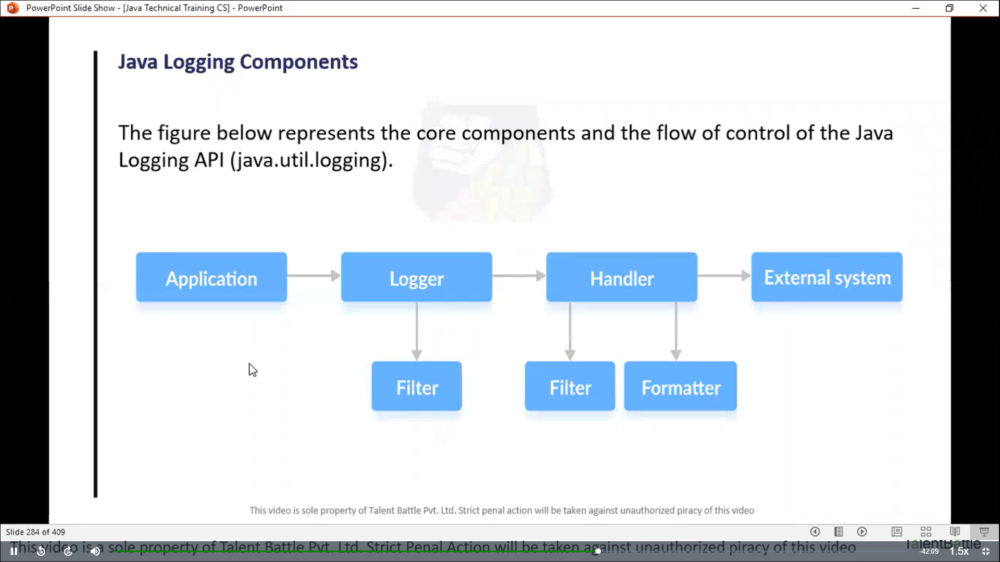 PowerPoint Slide Show - [Java Technical Training CS] - PowerPoint
Java Logging Components
The figure below represents the core components and the flow of control of the Java
Logging API (java.util.logging).
Application
Logger
Handler
External system
Filter
Filter
Formatter
This video is sole property of Talent Battle Pvt. Ltd. Strict penal action will be taken against unauthorized piracy of this video
Slide 284 of 409
This video is a sole property of Talent Battle Pvt. Ltd. Strict Penal Action will be taken against unauthorized piracy of this video
TalentBattle
-42:09
1.5x